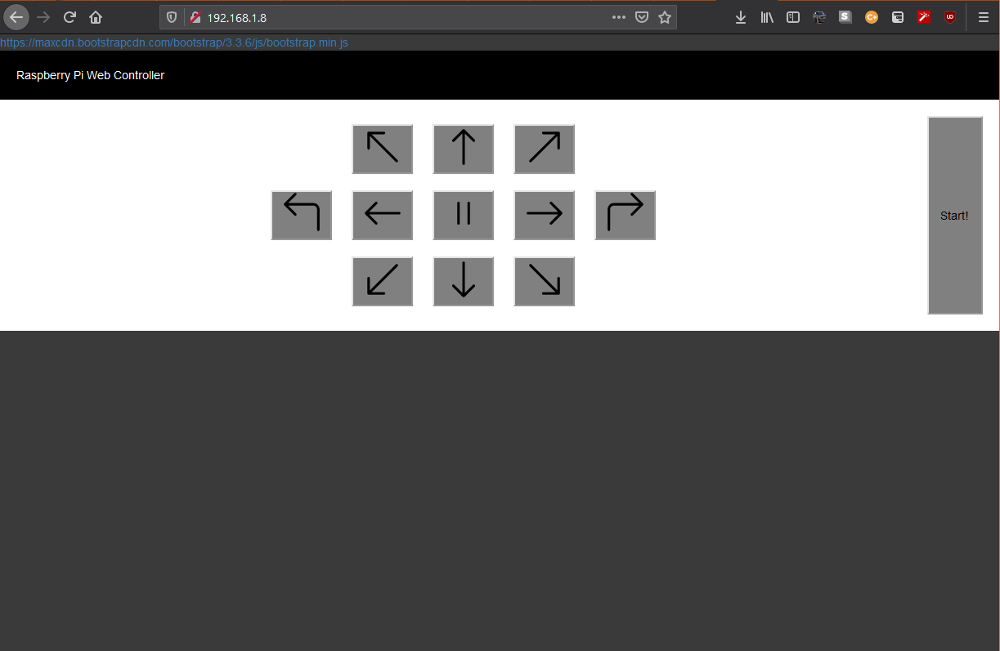 192.168.1.8
https://maxcdn.bootstrapcdn.com/bootstrap/3.3.6/js/bootstrap.min.js
Raspberry Pi Web Controller
Start!